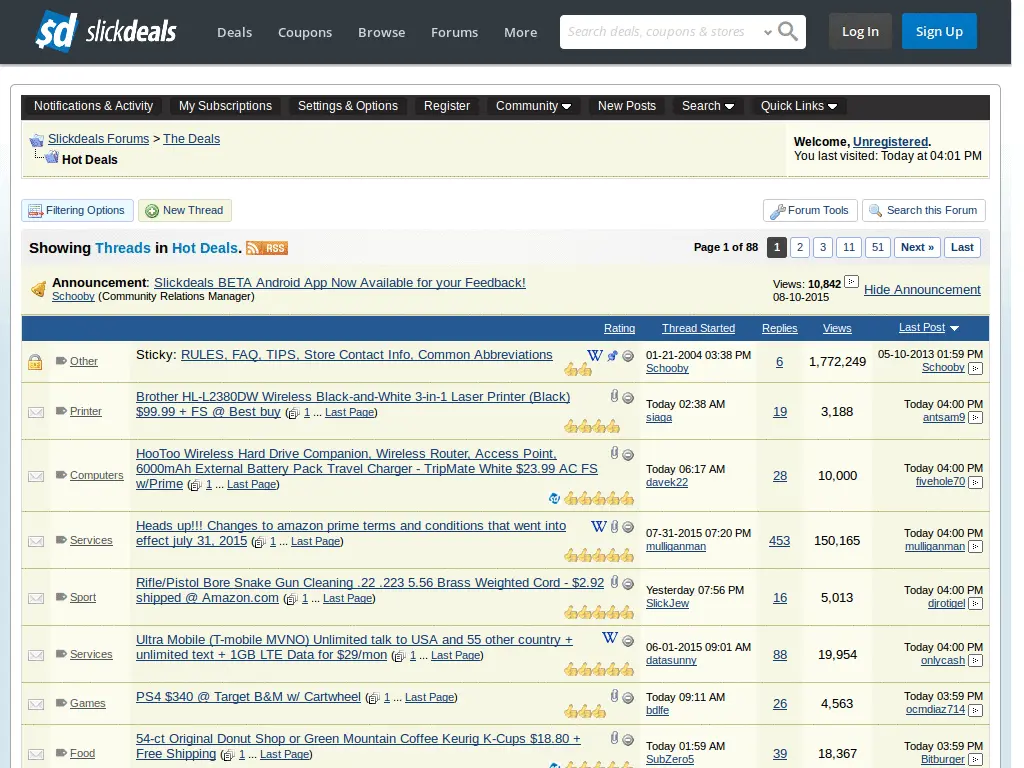 slickdeals
Deals
Coupons
Browse
Forums
More
Search deals, coupons & stores
Log In
Sign Up
Notifications & Activity
My Subscriptions
Settings & Options
Register
Community
New Posts
Search
Quick Links
Slickdeals Forums > The Deals
Hot Deals
Welcome, Unregistered.
You last visited: Today at 04:01 PM
Filtering Options
New Thread
Forum Tools
Search this Forum
Showing Threads in Hot Deals. RSS
Page 1 of 88
1
2
3
11
51
Next »
Last
Announcement: Slickdeals BETA Android App Now Available for your Feedback!
Schooby (Community Relations Manager)
Views: 10,842
08-10-2015
Hide Announcement
Rating
Thread Started
Replies
Views
Last Post
Other
Sticky: RULES, FAQ, TIPS, Store Contact Info, Common Abbreviations
01-21-2004 03:38 PM
Schooby
6
1,772,249
05-10-2013 01:59 PM
Schooby
Printer
Brother HL-L2380DW Wireless Black-and-White 3-in-1 Laser Printer (Black)
$99.99 + FS @ Best buy (1 ... Last Page)
Today 02:38 AM
siaga
19
3,188
Today 04:00 PM
antsam9
Computers
HooToo Wireless Hard Drive Companion, Wireless Router, Access Point,
6000mAh External Battery Pack Travel Charger - TripMate White $23.99 AC FS
w/Prime (1 ... Last Page)
Today 06:17 AM
davek22
28
10,000
Today 04:00 PM
fivehole70
Services
Heads up!!! Changes to amazon prime terms and conditions that went into
effect july 31, 2015 (1 ... Last Page)
07-31-2015 07:20 PM
mulliganman
453
150,165
Today 04:00 PM
mulliganman
Sport
Rifle/Pistol Bore Snake Gun Cleaning .22 .223 5.56 Brass Weighted Cord - $2.92
shipped @ Amazon.com (1 ... Last Page)
Yesterday 07:56 PM
SlickJew
16
5,013
Today 04:00 PM
djrotigel
Services
Ultra Mobile (T-mobile MVNO) Unlimited talk to USA and 55 other country +
unlimited text + 1GB LTE Data for $29/mon (1 ... Last Page)
06-01-2015 09:01 AM
datasunny
88
19,954
Today 04:00 PM
onlycash
Games
PS4 $340 @ Target B&M w/ Cartwheel (1 ... Last Page)
Today 09:11 AM
bdlfe
26
4,563
Today 03:59 PM
ocmdiaz714
Food
54-ct Original Donut Shop or Green Mountain Coffee Keurig K-Cups $18.80 +
Free Shipping (1 ... Last Page)
Today 01:59 AM
SubZero5
39
18,367
Today 03:59 PM
Bitburger